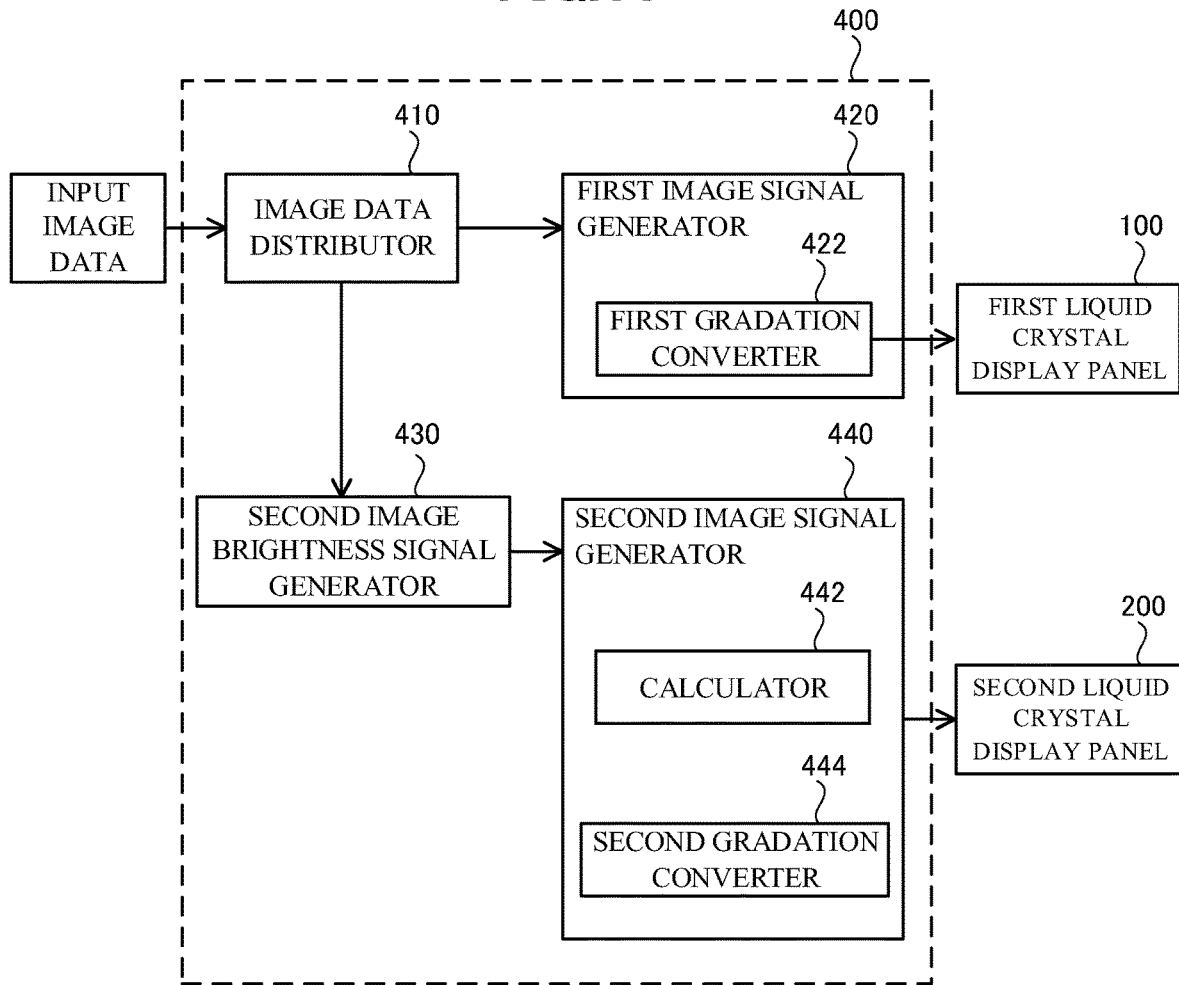 400
410
420
INPUT
IMAGE
DATA
IMAGE DATA
DISTRIBUTOR
FIRST IMAGE SIGNAL
GENERATOR
422
FIRST GRADATION
CONVERTER
100
FIRST LIQUID
CRYSTAL
DISPLAY PANEL
430
SECOND IMAGE
BRIGHTNESS SIGNAL
GENERATOR
440
SECOND IMAGE SIGNAL
GENERATOR
442
CALCULATOR
444
SECOND GRADATION
CONVERTER
200
SECOND LIQUID
CRYSTAL
DISPLAY PANEL